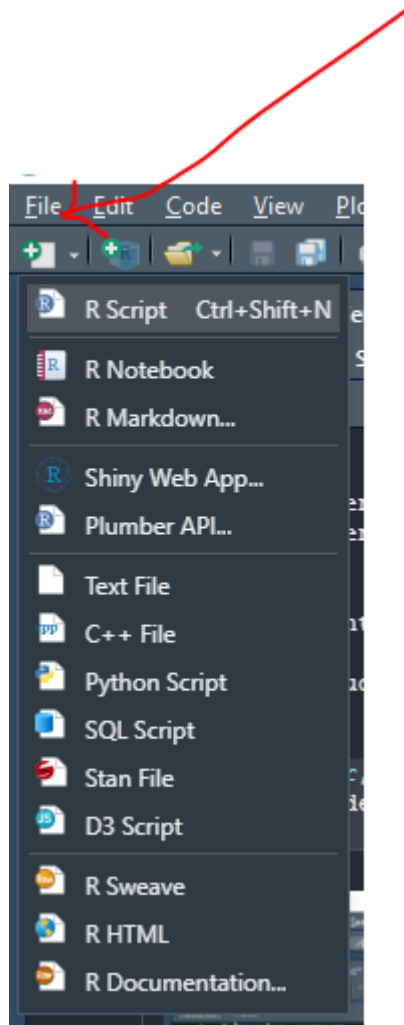 File Edit Code View Plo
R Script Ctrl+Shift+N
R Notebook
R Markdown...
Shiny Web App...
Plumber API...
Text File
C++ File
Python Script
SQL Script
Stan File
D3 Script
R Sweave
R HTML
R Documentation...